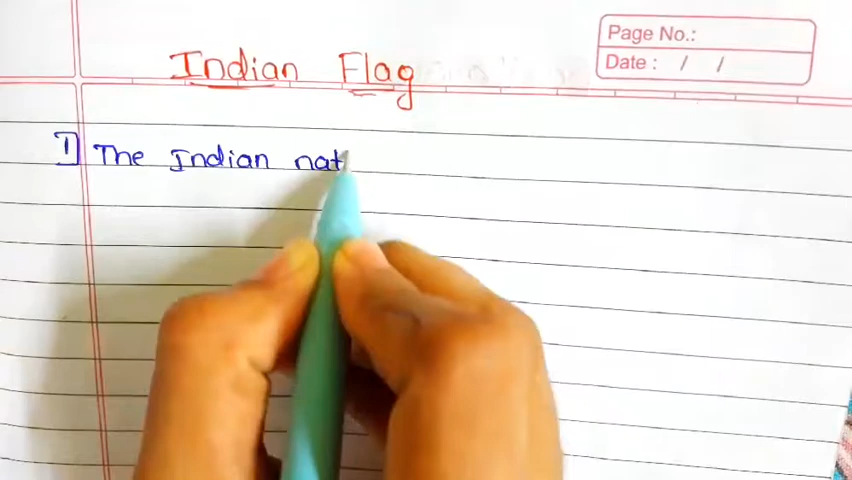 Page No.:
Date : / /
Indian Flag
1] The Indian nat